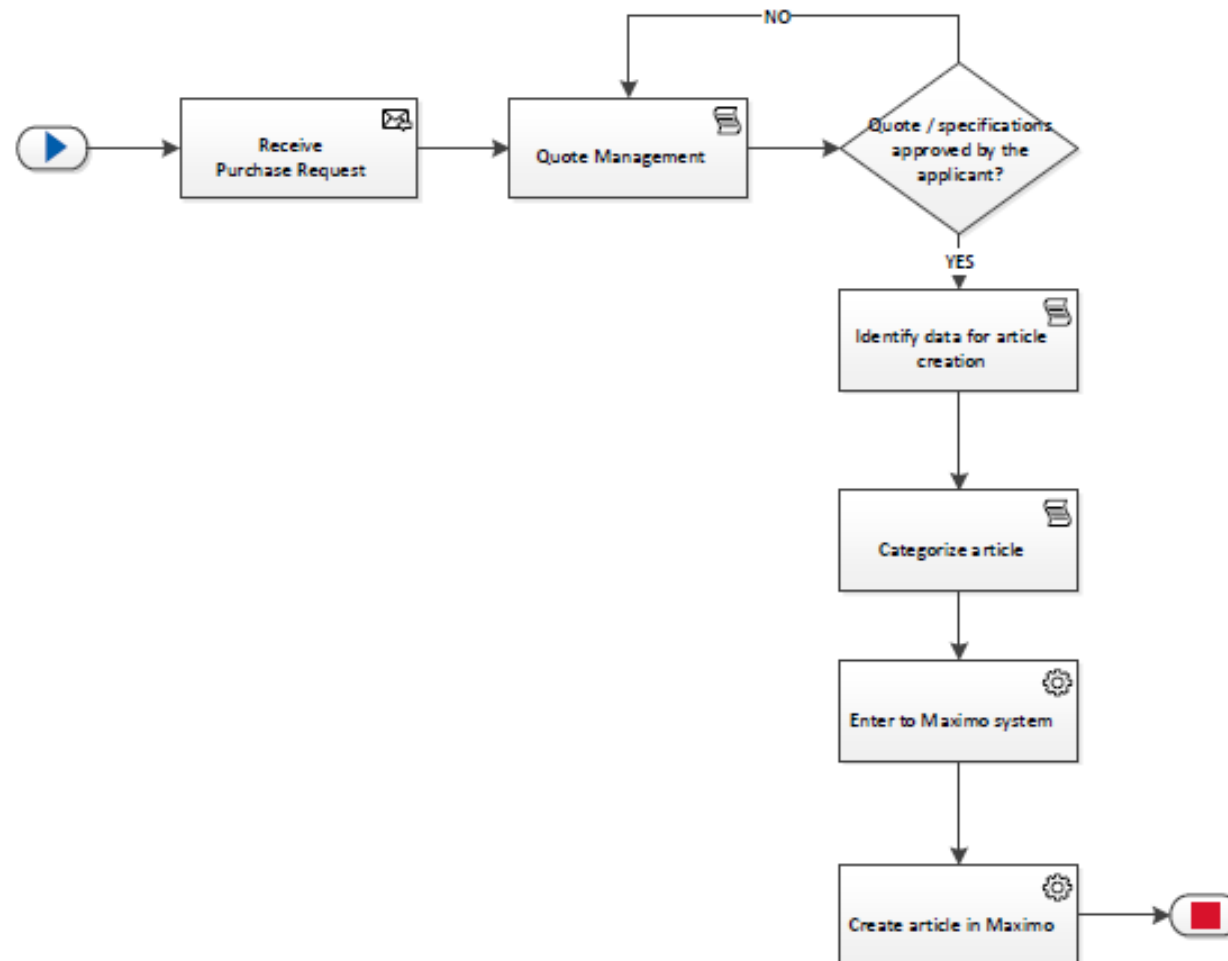 NO
Receive
Purchase Request
Quote Management
Quote / specifications
approved by the
applicant?
YES
Identify data for article
creation
Categorize article
Enter to Maximo system
Create article in Maximo